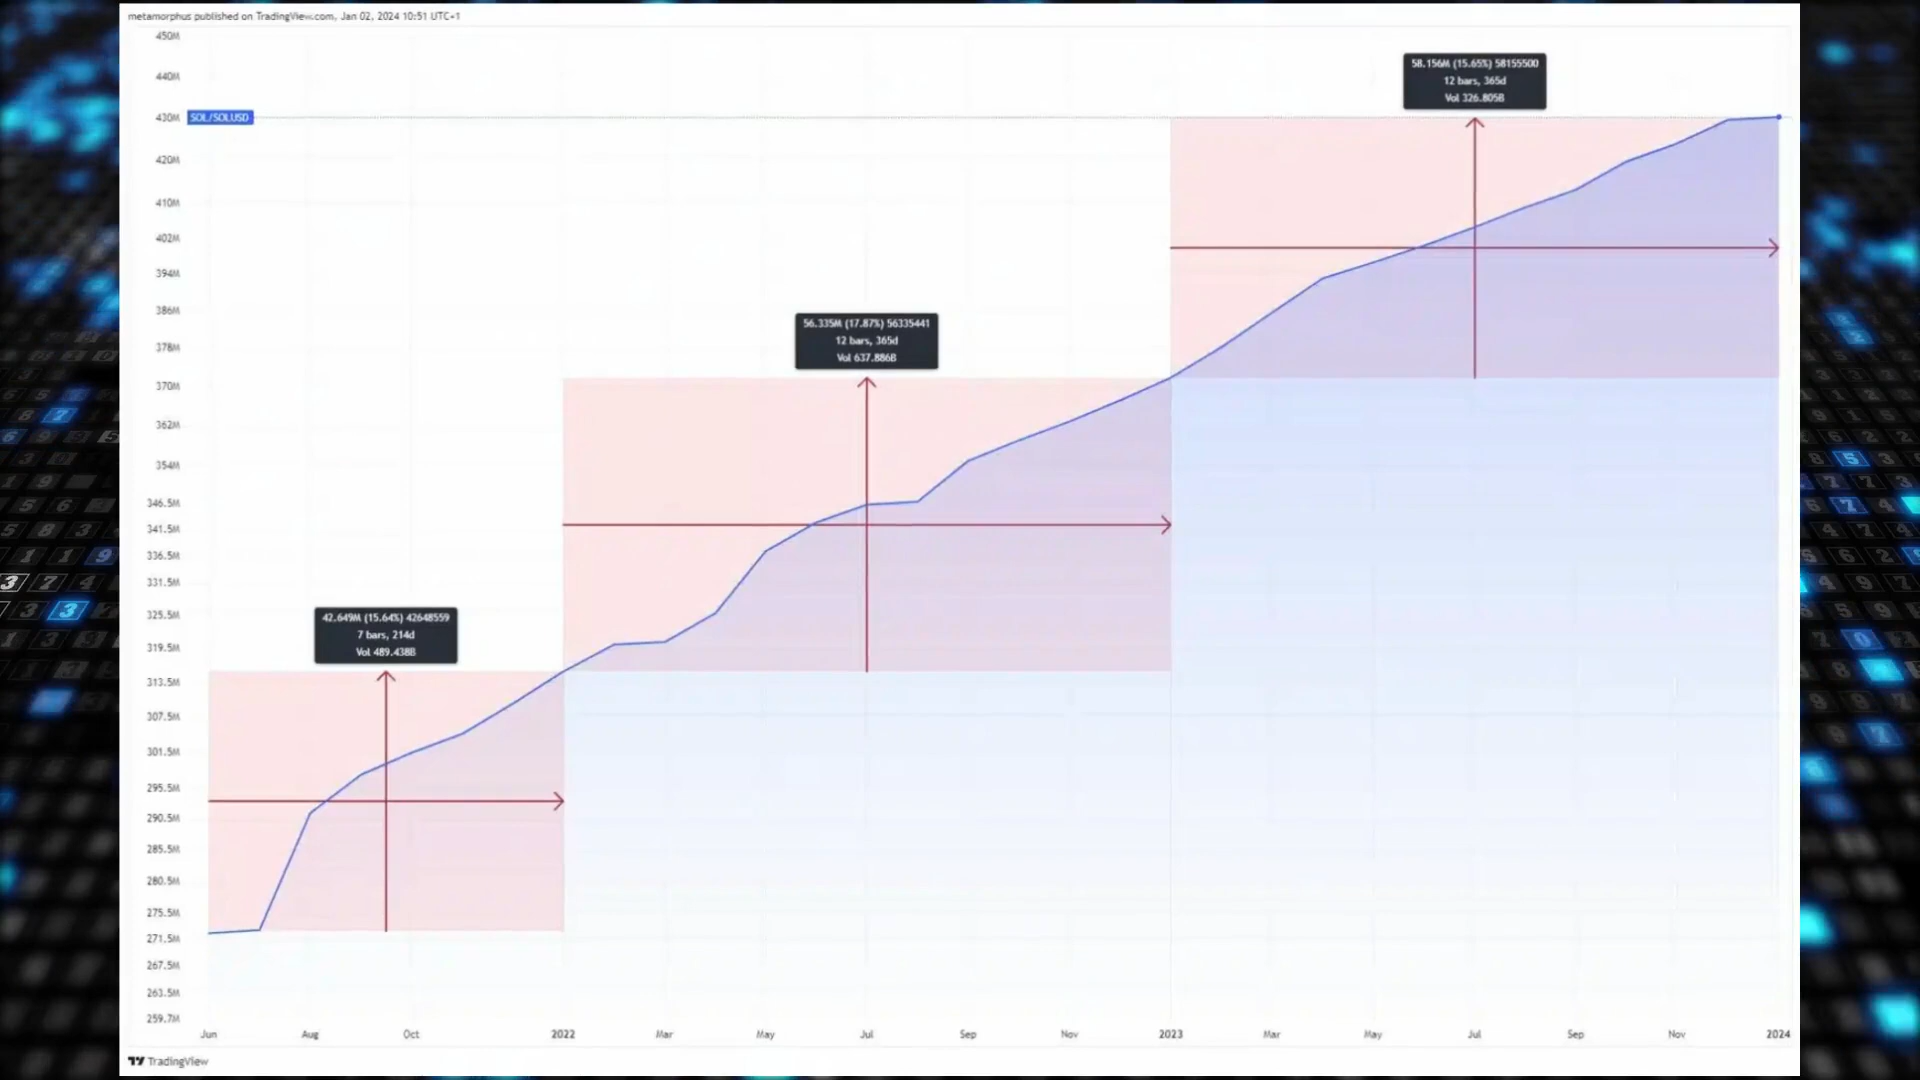 metamorphus published on TradingView.com, Jan 02, 2024 10:51 UTC+1
450M
440M
430M
SOL/SOLUSD
420M
410M
402M
394M
386M
378M
370M
362M
354M
346.5M
341.5M
336.5M
331.5M
325.5M
319.5M
313.5M
307.5M
301.5M
295.5M
290.5M
285.5M
280.5M
275.5M
271.5M
267.5M
263.5M
259.7M
58.156M (15.65%) 58155500
12 bars, 365d
Vol 326.805B
56.335M (17.87%) 56335441
12 bars, 365d
Vol 637.886B
42.649M (15.64%) 42648559
7 bars, 214d
Vol 489.438B
Jun Aug Oct 2022 Mar May Jul Sep Nov 2023 Mar May Jul Sep Nov 2024
TradingView